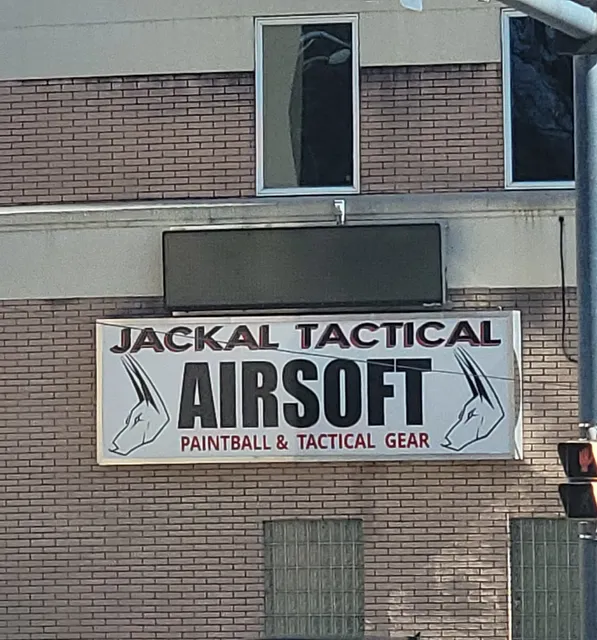 JACKAL TACTICAL
AIRSOFT
PAINTBALL & TACTICAL GEAR